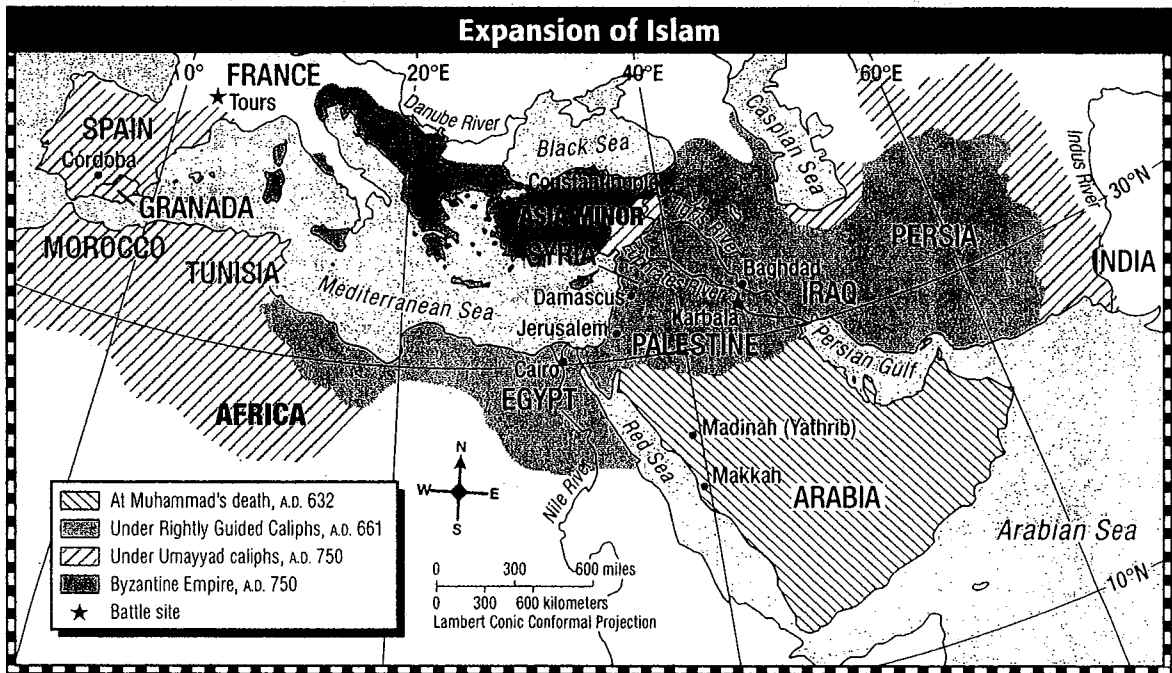 Expansion of Islam
0°
FRANCE
20°E
40°E
60°E
Tours
Danube River
Caspian Sea
SPAIN
Black Sea
Indus River
Cordoba
30°N
Constantinople
GRANADA
ASIA MINOR
MOROCCO
SYRIA
PERSIA
TUNISIA
Baghdad
INDIA
Mediterranean Sea
Damascus
IRAQ
Karbala
Jerusalem
PALESTINE
Persian Gulf
Cairo
EGYPT
AFRICA
Madinah (Yathrib)
Red Sea
N
Makkah
W
E
ARABIA
S
Nile River
Arabian Sea
At Muhammad's death, A.D. 632
Under Rightly Guided Caliphs, A.D. 661
Under Umayyad caliphs, A.D. 750
Byzantine Empire, A.D. 750
Battle site
0 300 600 miles
0 300 600 kilometers
Lambert Conic Conformal Projection
10°N